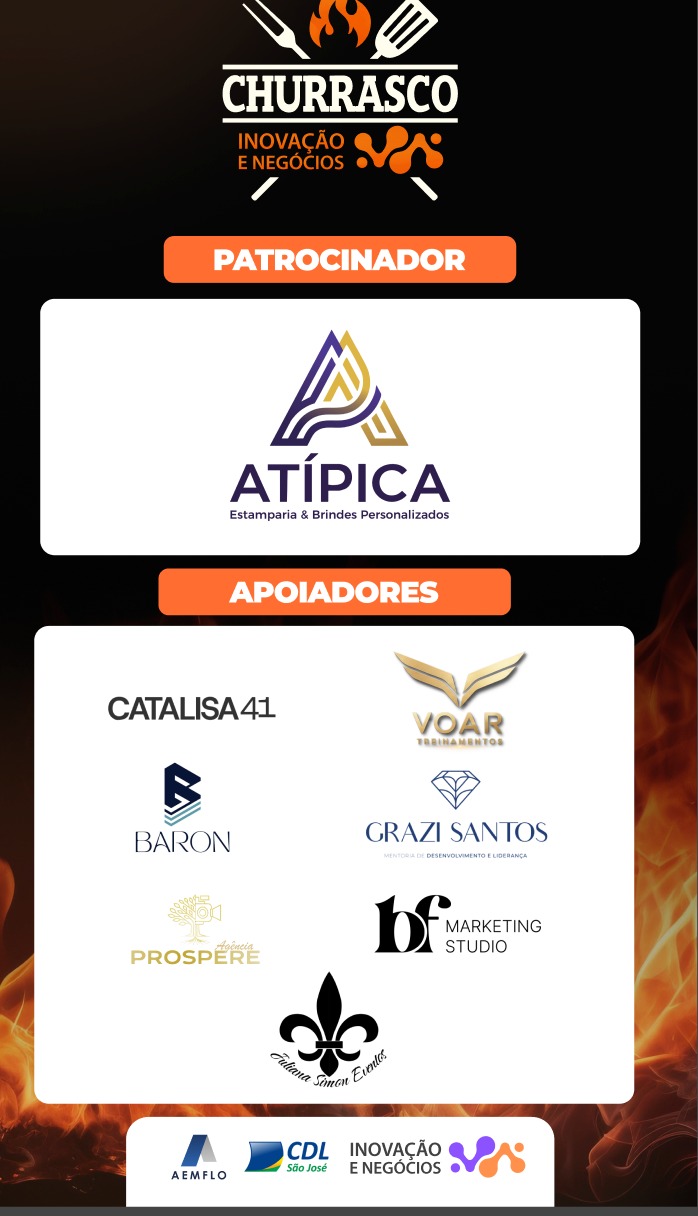 CHURRASCO
INOVAÇÃO
E NEGÓCIOS
PATROCINADOR
ATÍPICA
Estamparia & Brindes Personalizados
APOIADORES
CATALISA41
VOAR
TREINAMENTOS
BARON
GRAZI SANTOS
MENTORIA DE DESENVOLVIMENTO E LIDERANÇA
Agência
PROSPERE
bf MARKETING
STUDIO
Juliana Simon Eventos
AEMFLO
CDL
São José
INOVAÇÃO
E NEGÓCIOS